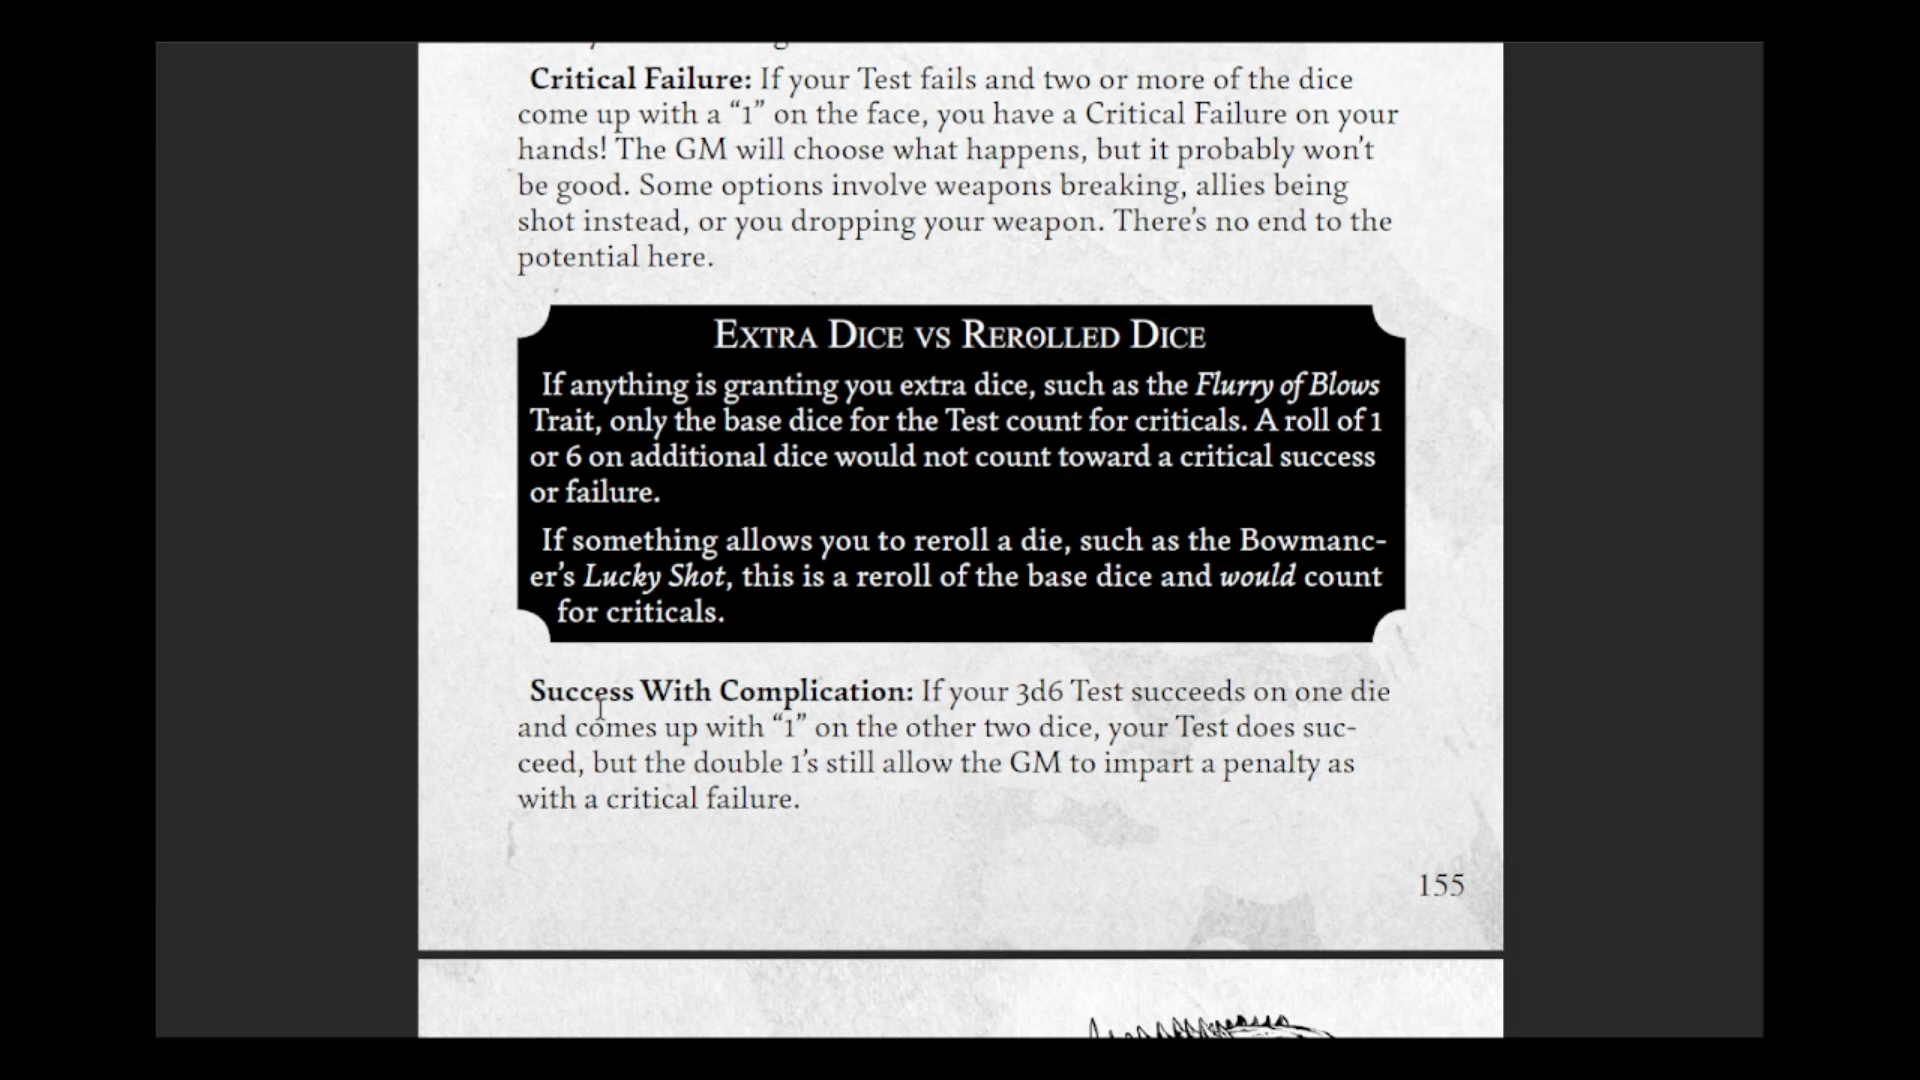 Critical Failure: If your Test fails and two or more of the dice
come up with a “1” on the face, you have a Critical Failure on your
hands! The GM will choose what happens, but it probably won’t
be good. Some options involve weapons breaking, allies being
shot instead, or you dropping your weapon. There’s no end to the
potential here.
Extra Dice vs Rerolled Dice
If anything is granting you extra dice, such as the Flurry of Blows
Trait, only the base dice for the Test count for criticals. A roll of 1
or 6 on additional dice would not count toward a critical success
or failure.
If something allows you to reroll a die, such as the Bowmanc-
er’s Lucky Shot, this is a reroll of the base dice and would count
for criticals.
Success With Complication: If your 3d6 Test succeeds on one die
and comes up with “1” on the other two dice, your Test does suc-
ceed, but the double 1’s still allow the GM to impart a penalty as
with a critical failure.
155